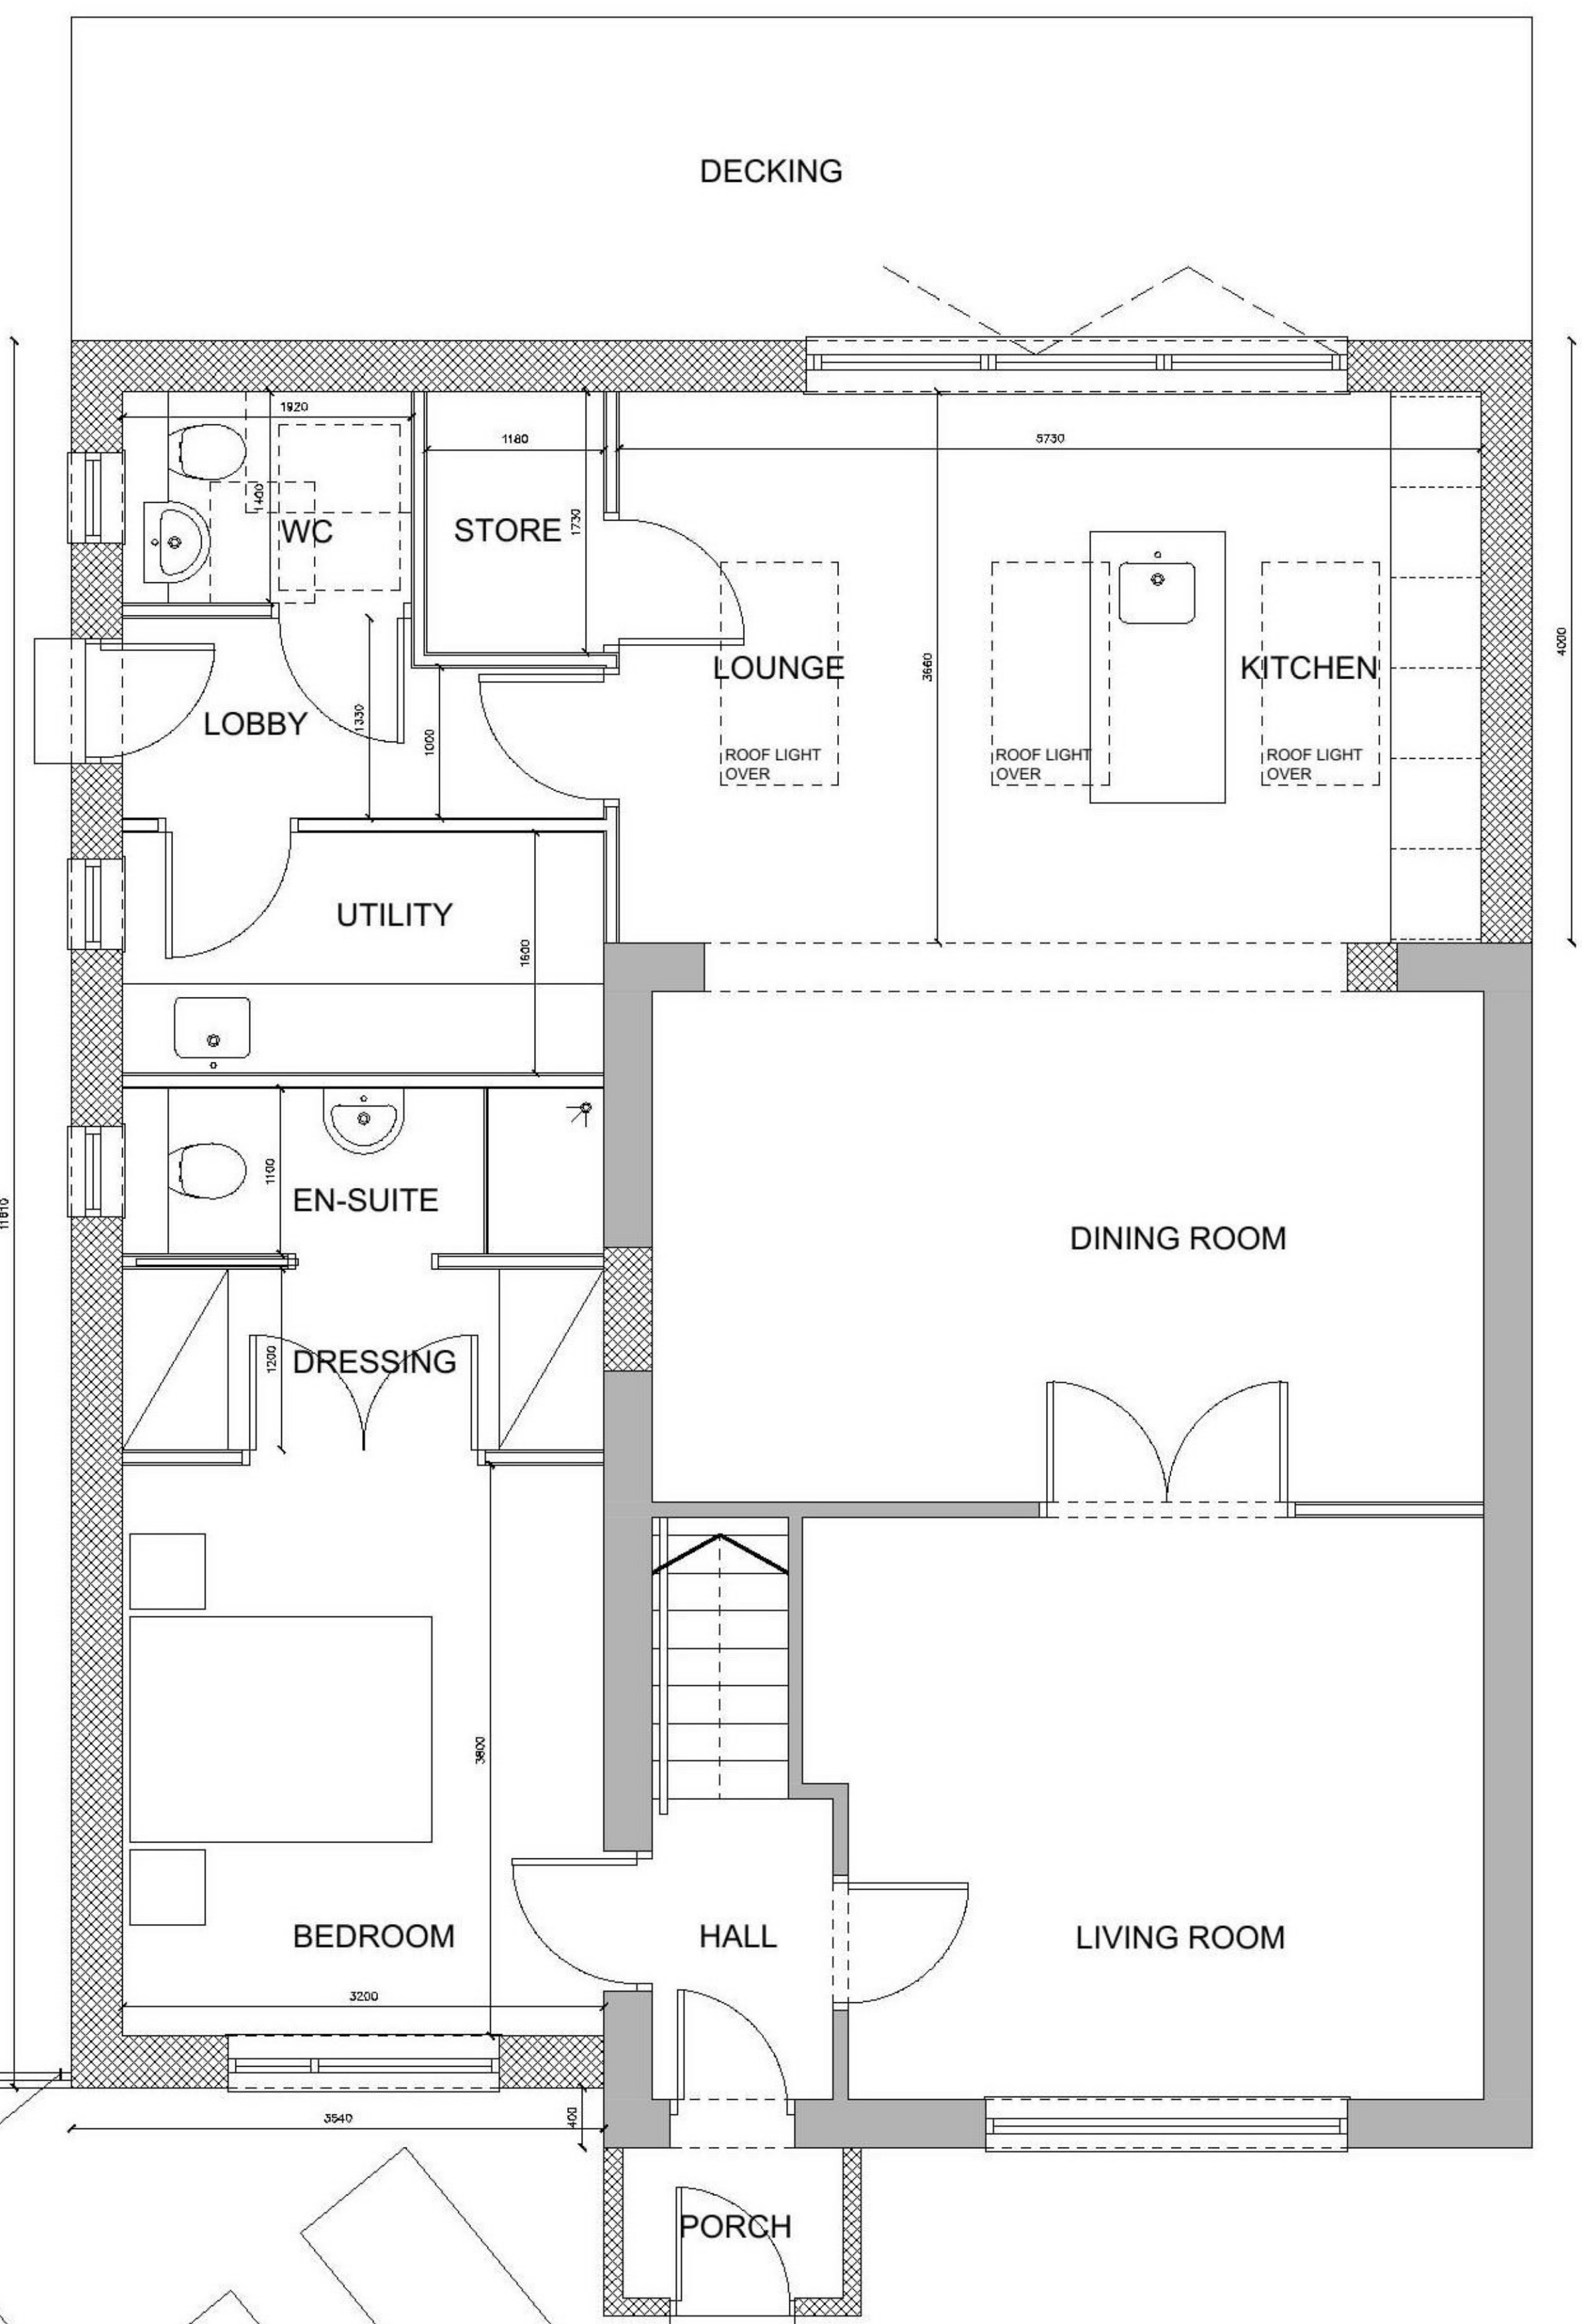 DECKING
1920
1180
5730
1400
WC
STORE
1730
4000
LOUNGE
3660
KITCHEN
LOBBY
1330
1000
ROOF LIGHT
OVER
ROOF LIGHT
OVER
ROOF LIGHT
OVER
UTILITY
1600
1100
EN-SUITE
11610
DINING ROOM
1200
DRESSING
3800
BEDROOM
HALL
LIVING ROOM
3200
3540
400
PORCH